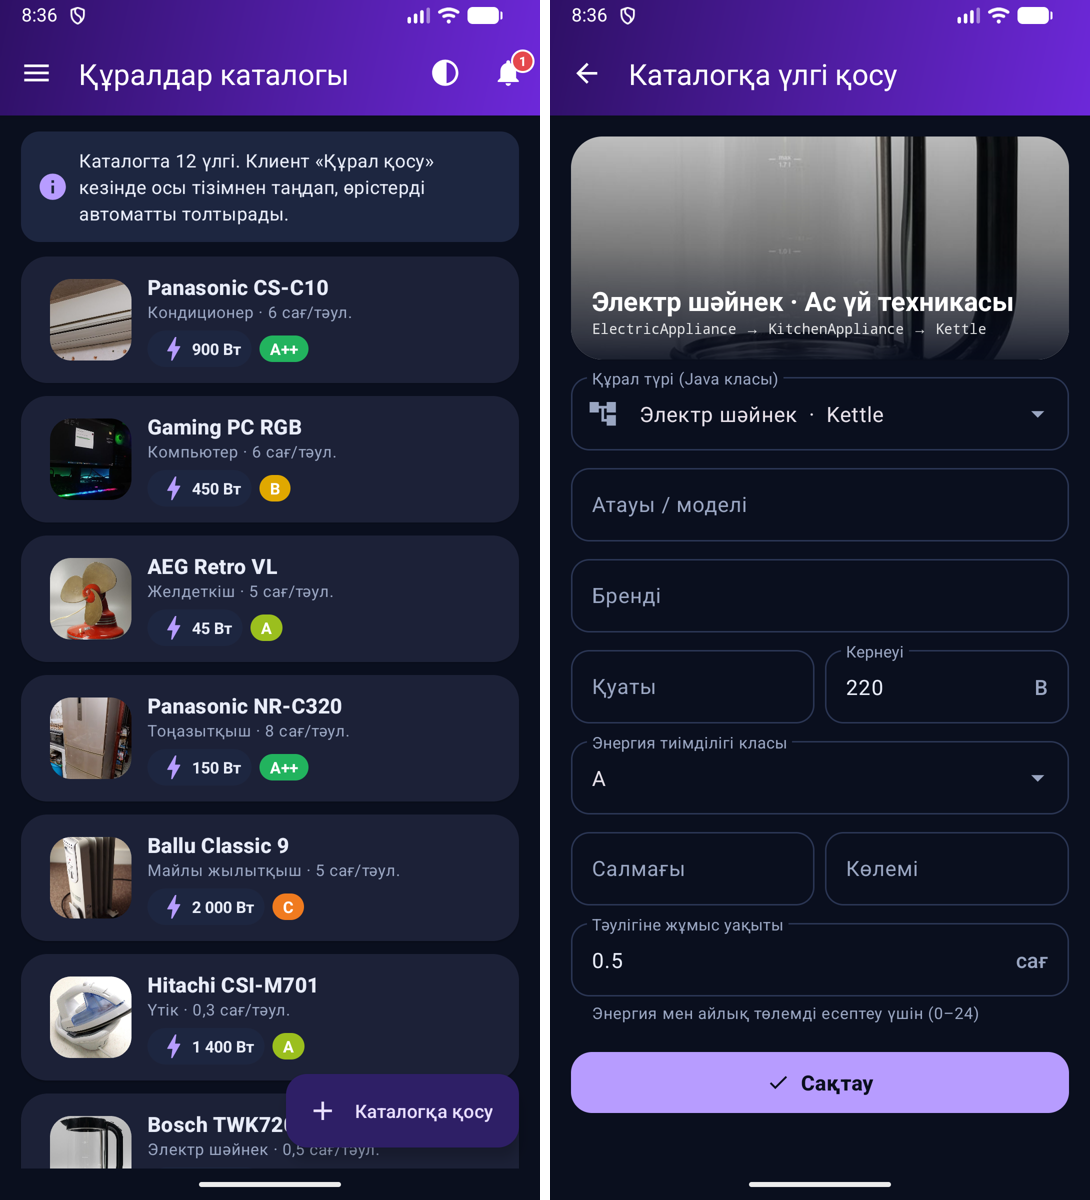 8:36
Құралдар каталогы
1
Каталогта 12 үлгі. Клиент «Құрал қосу»
кезінде осы тізімнен таңдап, өрістерді
автоматты толтырады.
Panasonic CS-C10
Кондиционер · 6 сағ/тәул.
900 Вт A++
Gaming PC RGB
Компьютер · 6 сағ/тәул.
450 Вт B
AEG Retro VL
Желдеткіш · 5 сағ/тәул.
45 Вт A
Panasonic NR-C320
Тоңазытқыш · 8 сағ/тәул.
150 Вт A++
Ballu Classic 9
Майлы жылытқыш · 5 сағ/тәул.
2 000 Вт C
Hitachi CSI-M701
Үтік · 0,3 сағ/тәул.
1 400 Вт A
Bosch
Электр шәйнек · 0,5 сағ/тәул.
Каталогқа қосу
8:36
Каталогқа үлгі қосу
Электр шәйнек · Ас үй техникасы
ElectricAppliance → KitchenAppliance → Kettle
Құрал түрі (Java класы)
Электр шәйнек · Kettle
Атауы / моделі
Бренді
Қуаты
Кернеуі
220 В
Энергия тиімділігі класы
A
Салмағы
Көлемі
Тәулігіне жұмыс уақыты
0.5 сағ
Энергия мен айлық төлемді есептеу үшін (0–24)
Сақтау